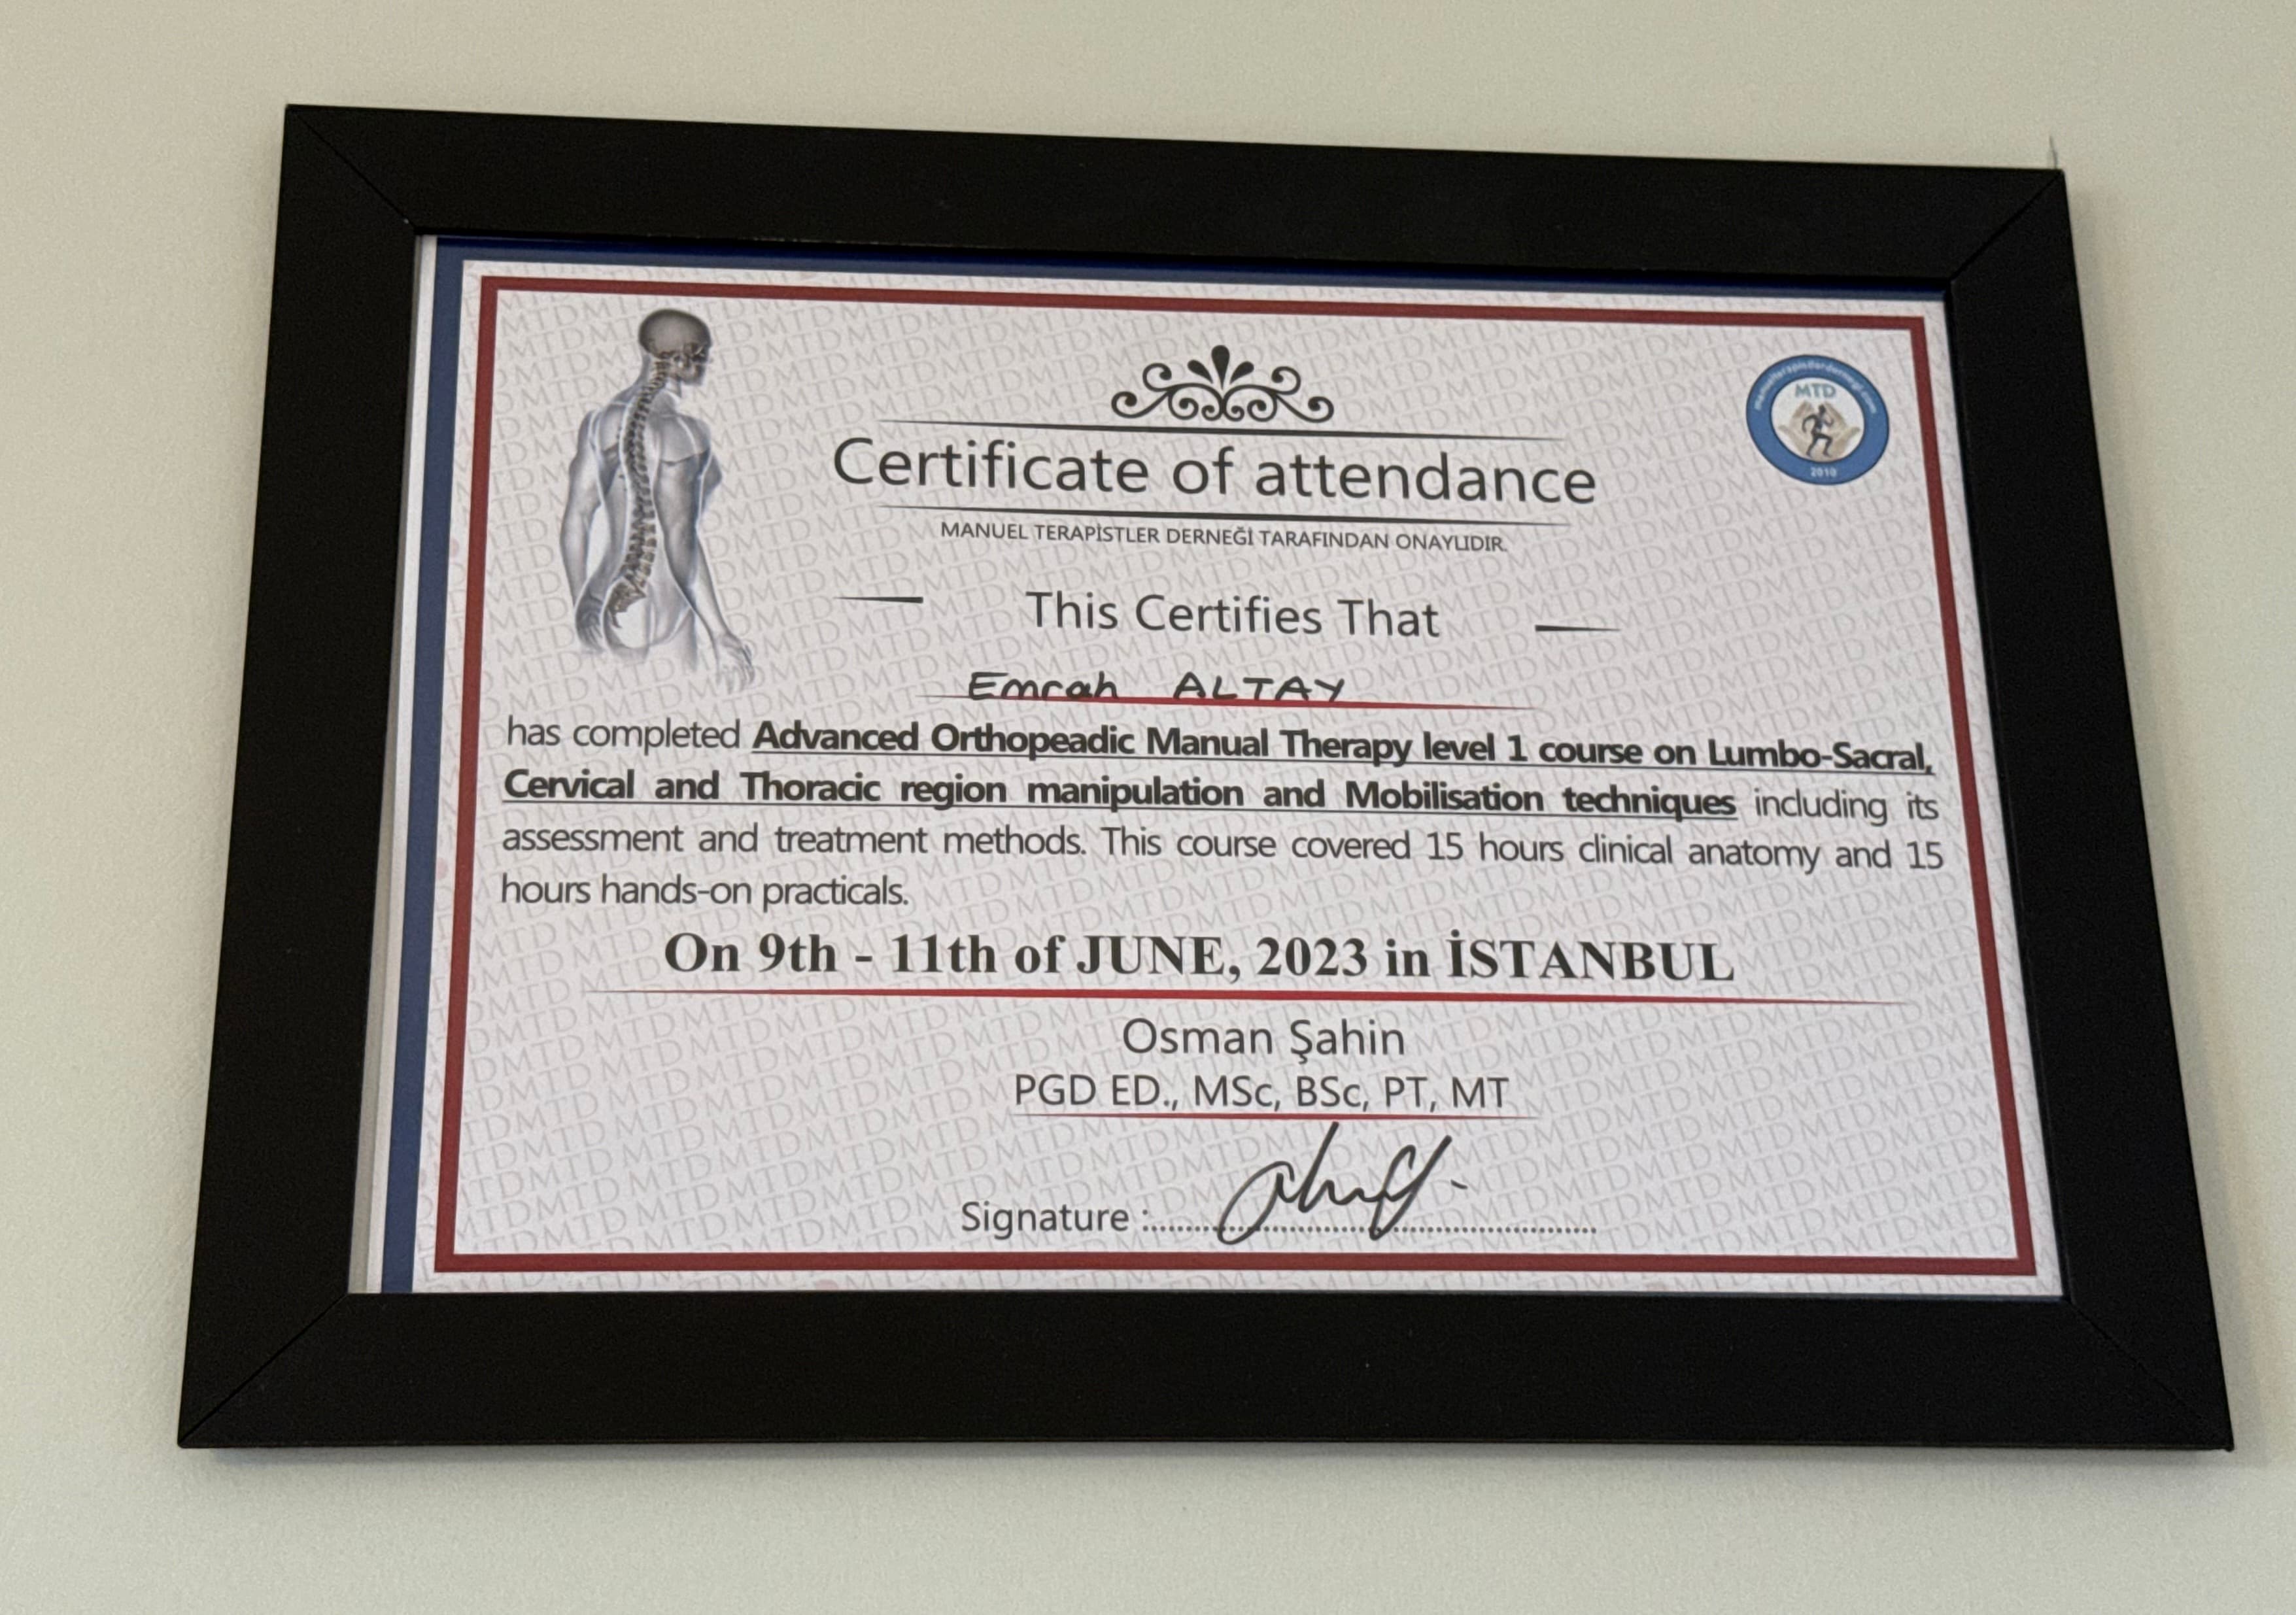 Certificate of attendance
MANUEL TERAPİSTLER DERNEĞİ TARAFINDAN ONAYLIDIR.
manuelterapistlerdernegi.com
MTD
2010
This Certifies That
Emrah ALTAY
has completed Advanced Orthopeadic Manual Therapy level 1 course on Lumbo-Sacral,
Cervical and Thoracic region manipulation and Mobilisation techniques including its
assessment and treatment methods. This course covered 15 hours clinical anatomy and 15
hours hands-on practicals.
On 9th - 11th of JUNE, 2023 in İSTANBUL
Osman Şahin
PGD ED., MSc, BSc, PT, MT
Signature :